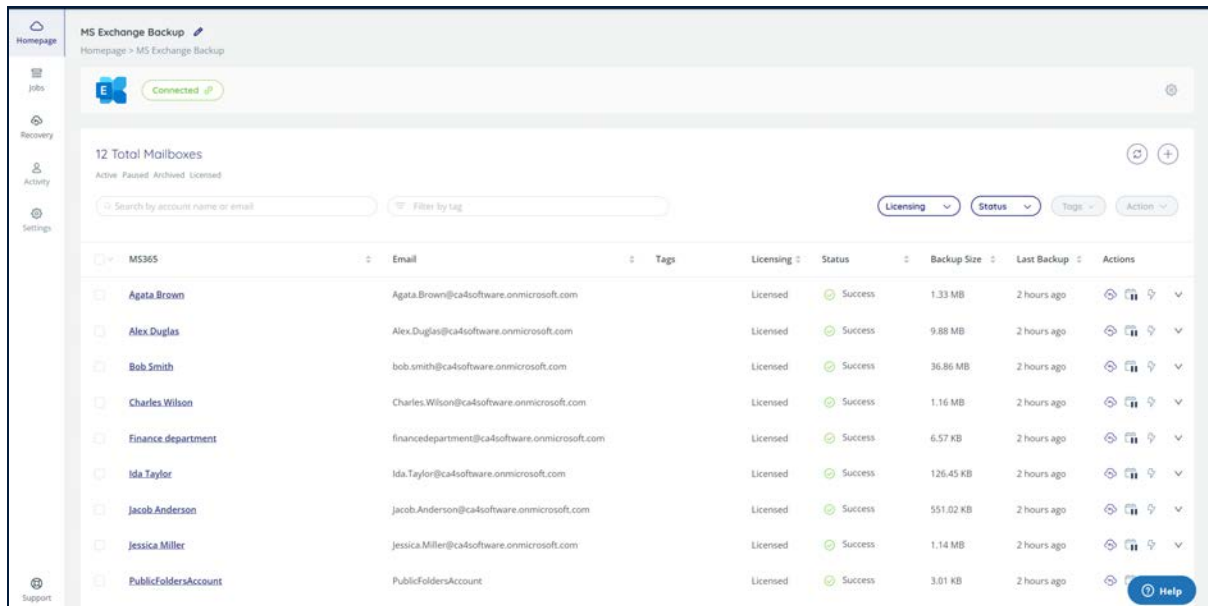 Homepage
Jobs
Recovery
Activity
Settings
Support
MS Exchange Backup
Homepage > MS Exchange Backup
E
Connected
12 Total Mailboxes
Active Paused Archived Licensed
Search by account name or email
Filter by tag
Licensing
Status
Tags
Action
MS365 Email Tags Licensing Status Backup Size Last Backup Actions
Agata Brown Agata.Brown@ca4software.onmicrosoft.com Licensed Success 1.33 MB 2 hours ago
Alex Duglas Alex.Duglas@ca4software.onmicrosoft.com Licensed Success 9.88 MB 2 hours ago
Bob Smith bob.smith@ca4software.onmicrosoft.com Licensed Success 36.86 MB 2 hours ago
Charles Wilson Charles.Wilson@ca4software.onmicrosoft.com Licensed Success 1.16 MB 2 hours ago
Finance department financedepartment@ca4software.onmicrosoft.com Licensed Success 6.57 KB 2 hours ago
Ida Taylor Ida.Taylor@ca4software.onmicrosoft.com Licensed Success 126.45 KB 2 hours ago
Jacob Anderson Jacob.Anderson@ca4software.onmicrosoft.com Licensed Success 551.02 KB 2 hours ago
Jessica Miller Jessica.Miller@ca4software.onmicrosoft.com Licensed Success 1.14 MB 2 hours ago
PublicFoldersAccount PublicFoldersAccount Licensed Success 3.01 KB 2 hours ago
Help